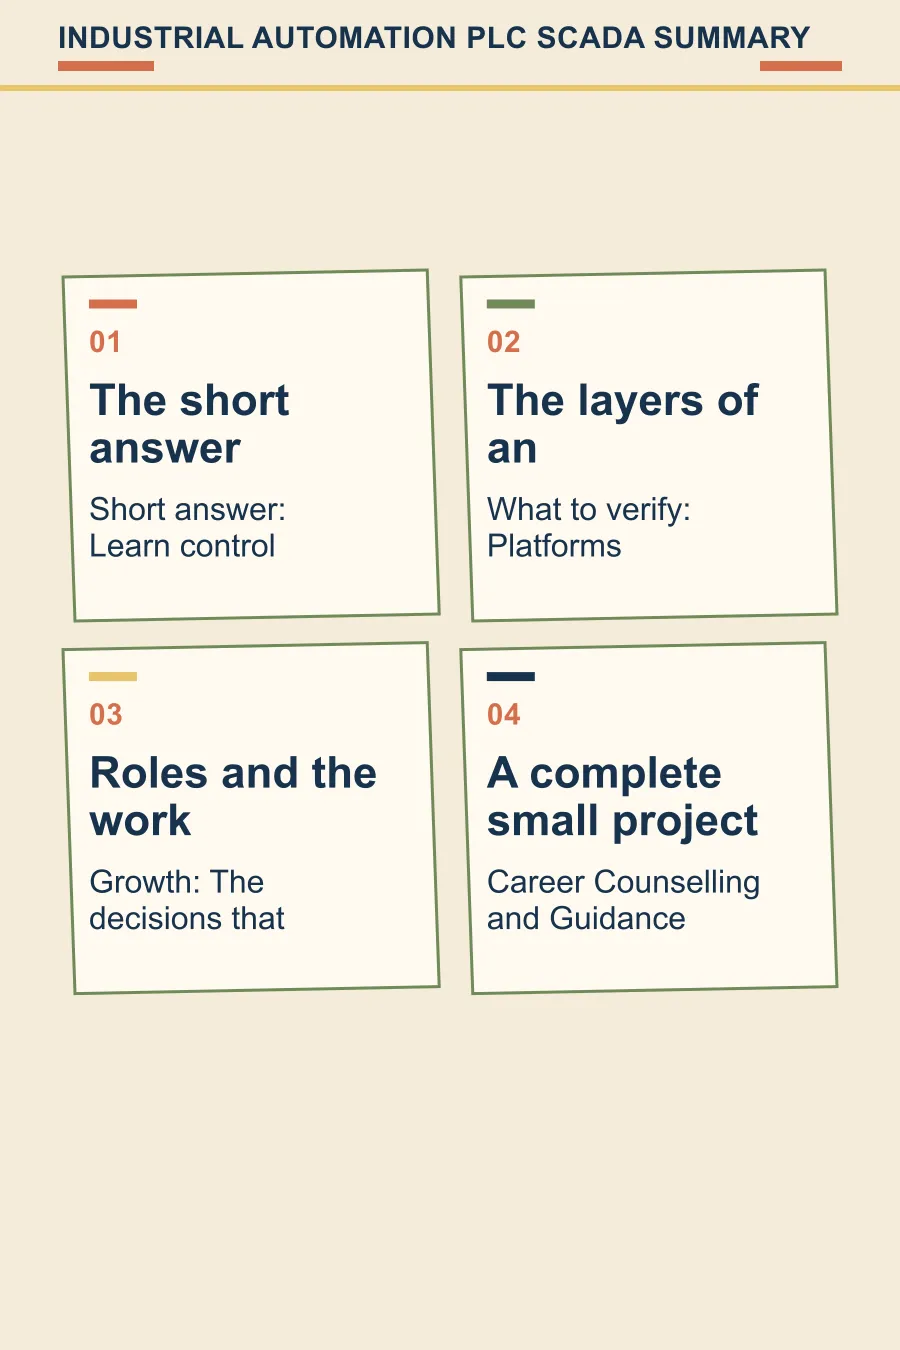 INDUSTRIAL AUTOMATION PLC SCADA SUMMARY
01
The short
answer
Short answer:
Learn control
02
The layers of
an
What to verify:
Platforms
03
Roles and the
work
Growth: The
decisions that
04
A complete
small project
Career Counselling
and Guidance